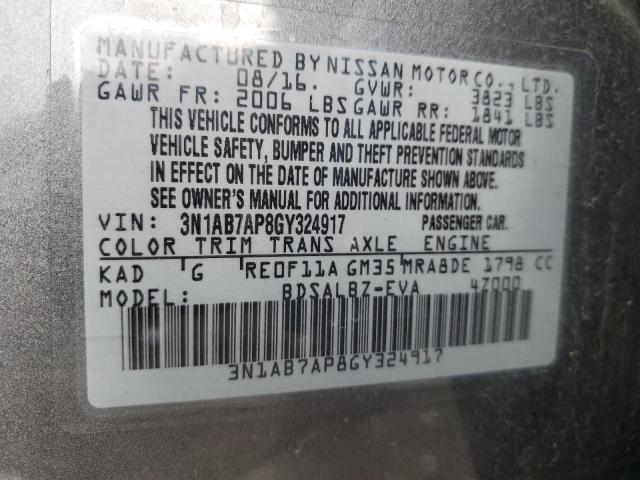 MANUFACTURED BY NISSAN MOTOR CO., LTD.
DATE: 08/16. GVWR: 3823 LBS
GAWR FR: 2006 LBS GAWR RR: 1841 LBS
THIS VEHICLE CONFORMS TO ALL APPLICABLE FEDERAL MOTOR
VEHICLE SAFETY, BUMPER AND THEFT PREVENTION STANDARDS
IN EFFECT ON THE DATE OF MANUFACTURE SHOWN ABOVE.
SEE OWNER'S MANUAL FOR ADDITIONAL INFORMATION.
VIN: 3N1AB7AP8GY324917 PASSENGER CAR.
COLOR TRIM TRANS AXLE ENGINE
KAD G RE0F11A GM35 MRA8DE 1798 CC
MODEL: BDSALBZ-EVA 4Z000
3N1AB7AP8GY324917